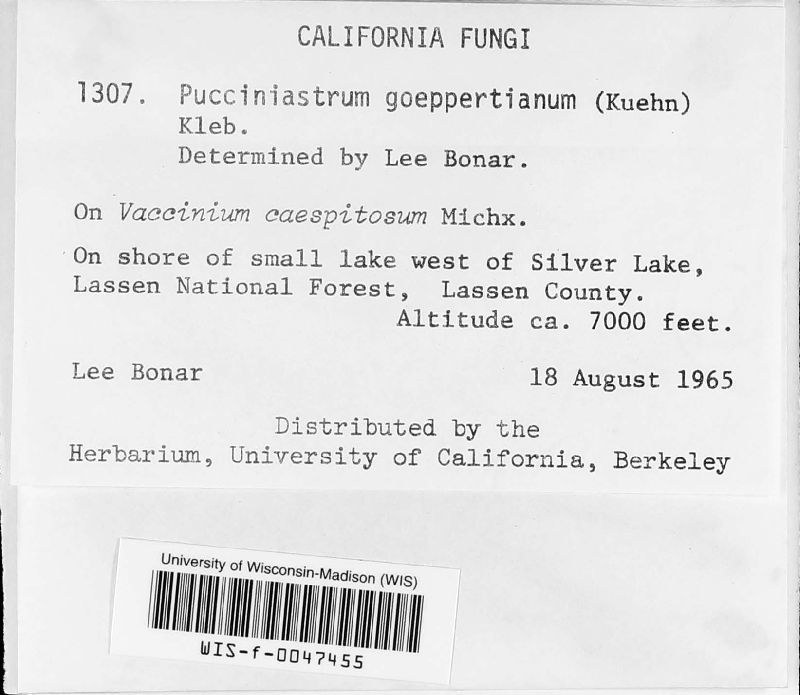 CALIFORNIA FUNGI
1307. Pucciniastrum goeppertianum (Kuehn)
Kleb.
Determined by Lee Bonar.
On Vaccinium caespitosum Michx.
On shore of small lake west of Silver Lake,
Lassen National Forest, Lassen County.
Altitude ca. 7000 feet.
Lee Bonar 18 August 1965
Distributed by the
Herbarium, University of California, Berkeley
University of Wisconsin-Madison (WIS)
WIS-f-0047455